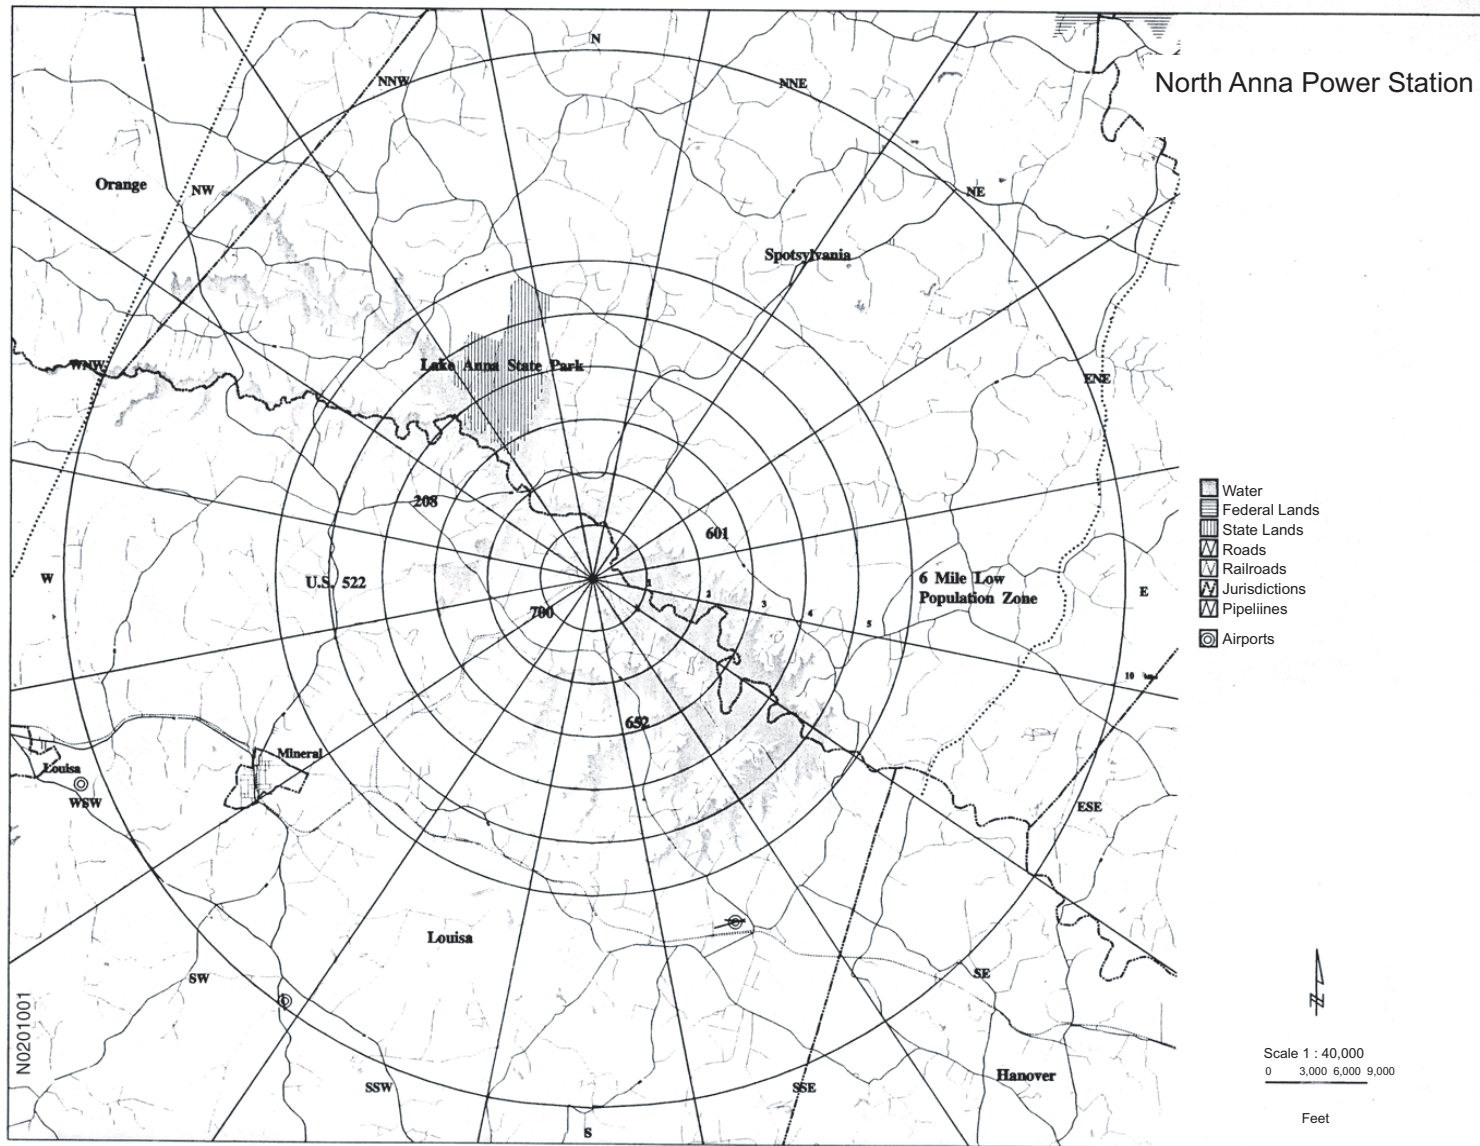 N
NNW
NNE
North Anna Power Station
Orange
NW
NE
Spotsylvania
Lake Anna State Park
WNW
ENE
208
601
Water
Federal Lands
State Lands
Roads
Railroads
Jurisdictions
Pipeliines
Airports
W
U.S. 522
6 Mile Low
Population Zone
E
1
2
3
4
5
700
10
652
Mineral
Louisa
WSW
ESE
Louisa
SW
SE
N0201001
N
Scale 1 : 40,000
0 3,000 6,000 9,000
Feet
Hanover
SSW
SSE
S